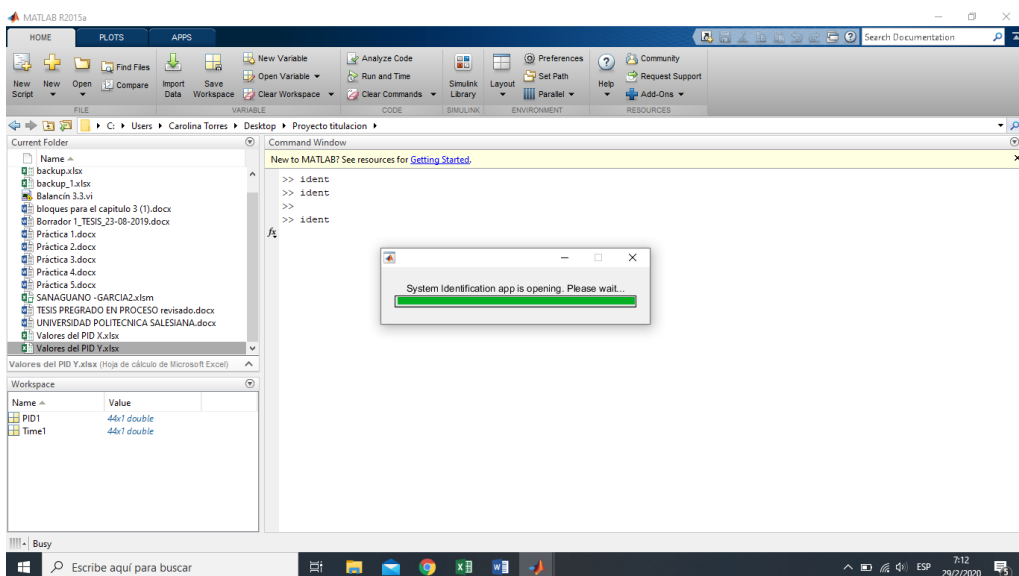 MATLAB R2015a
HOME PLOTS APPS
Search Documentation
New Script
New
Open
Find Files
Compare
Import Data
Save Workspace
New Variable
Open Variable
Clear Workspace
Analyze Code
Run and Time
Clear Commands
Simulink Library
Layout
Preferences
Set Path
Parallel
Help
Community
Request Support
Add-Ons
FILE VARIABLE CODE SIMULINK ENVIRONMENT RESOURCES
C: Users Carolina Torres Desktop Proyecto titulacion
Current Folder
Name
backup.xlsx
backup_1.xlsx
Balancín 3.3.vi
bloques para el capitulo 3 (1).docx
Borrador 1_TESIS_23-08-2019.docx
Práctica 1.docx
Práctica 2.docx
Práctica 3.docx
Práctica 4.docx
Práctica 5.docx
SANAGUANO -GARCIA2.xlsm
TESIS PREGRADO EN PROCESO revisado.docx
UNIVERSIDAD POLITECNICA SALESIANA.docx
Valores del PID X.xlsx
Valores del PID Y.xlsx
Valores del PID Y.xlsx (Hoja de cálculo de Microsoft Excel)
Workspace
Name Value
PID1 44x1 double
Time1 44x1 double
Command Window
New to MATLAB? See resources for Getting Started.
>> ident
>> ident
>>
>> ident
fx
System Identification app is opening. Please wait...
Busy
Escribe aquí para buscar
ESP
7:12
29/2/2020
5